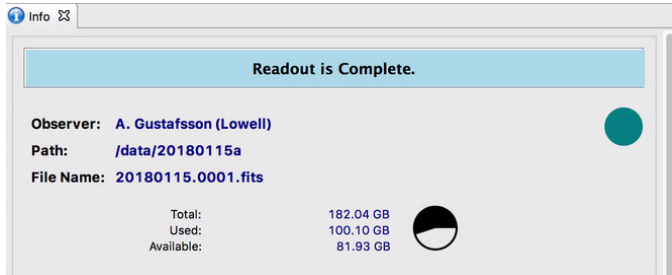 Info
Readout is Complete.
Observer: A. Gustafsson (Lowell)
Path: /data/20180115a
File Name: 20180115.0001.fits
Total: 182.04 GB
Used: 100.10 GB
Available: 81.93 GB